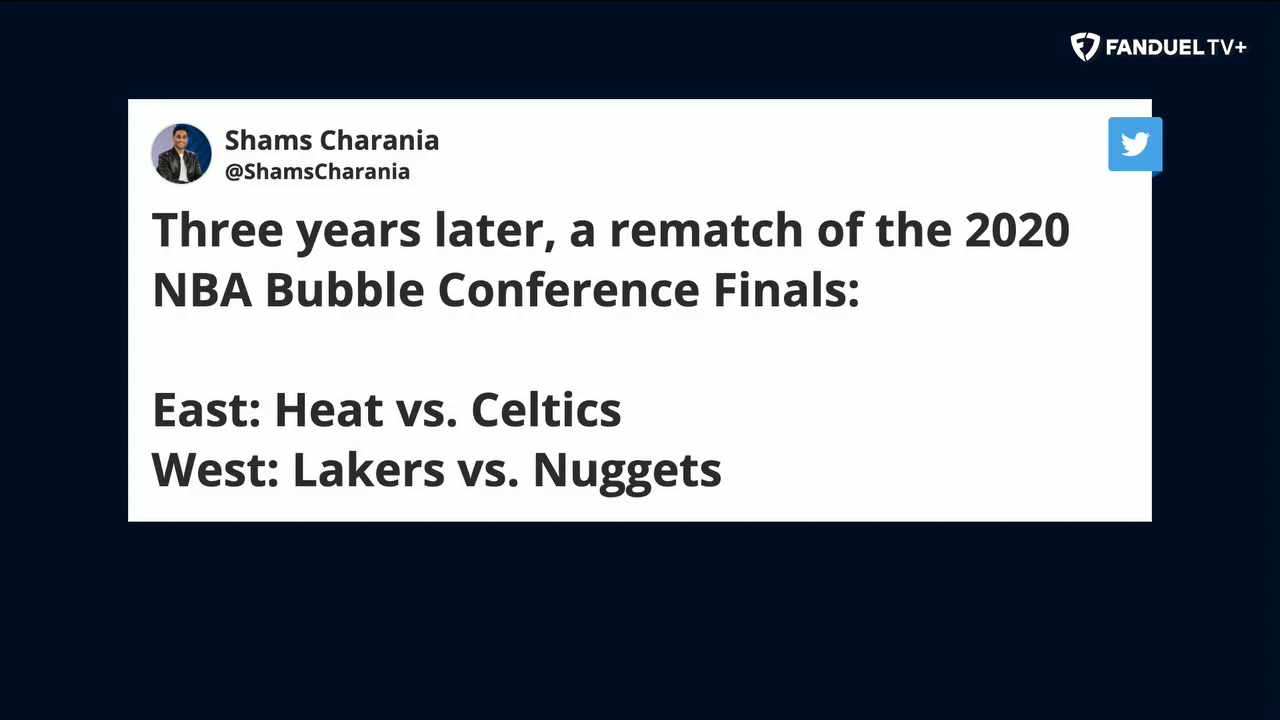 FANDUEL TV+
Shams Charania
@ShamsCharania
Three years later, a rematch of the 2020
NBA Bubble Conference Finals:
East: Heat vs. Celtics
West: Lakers vs. Nuggets